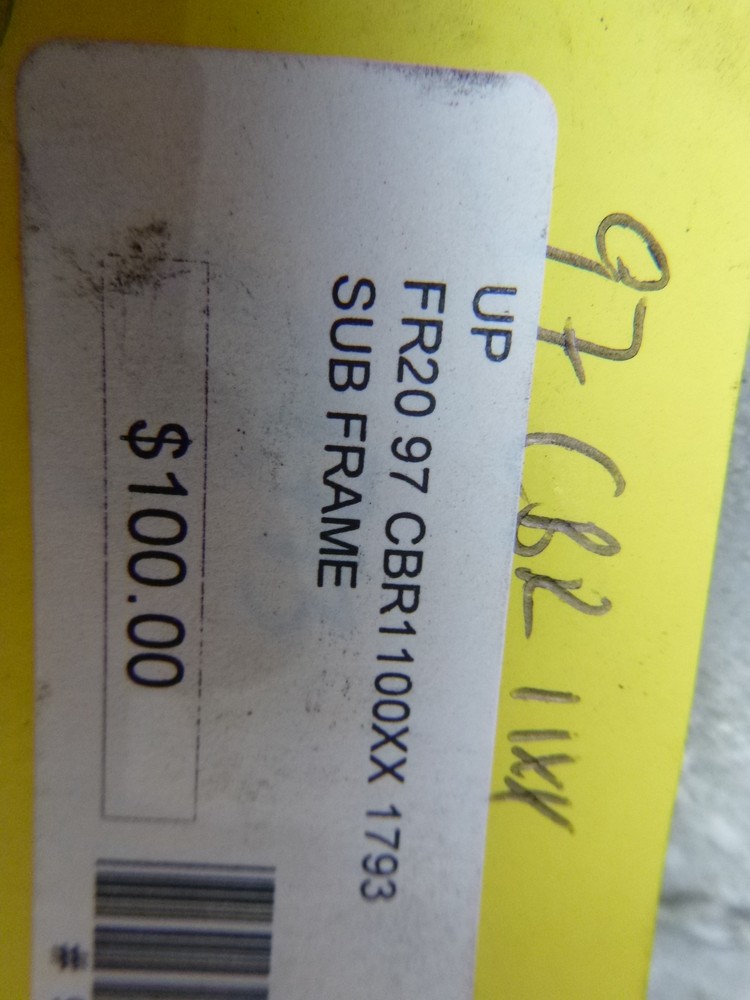 97 CBR 11XX
UP
FR20 97 CBR1100XX 1793
SUB FRAME
$100.00
#